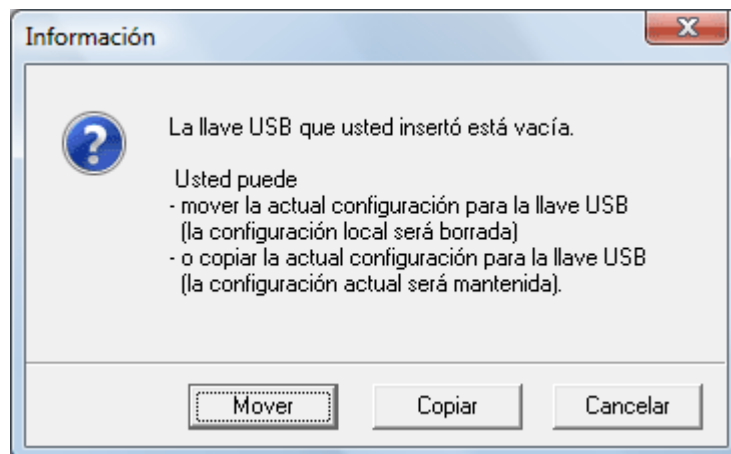 Información
La llave USB que usted insertó está vacía.
Usted puede
- mover la actual configuración para la llave USB
(la configuración local será borrada)
- o copiar la actual configuración para la llave USB
(la configuración actual será mantenida).
Mover Copiar Cancelar